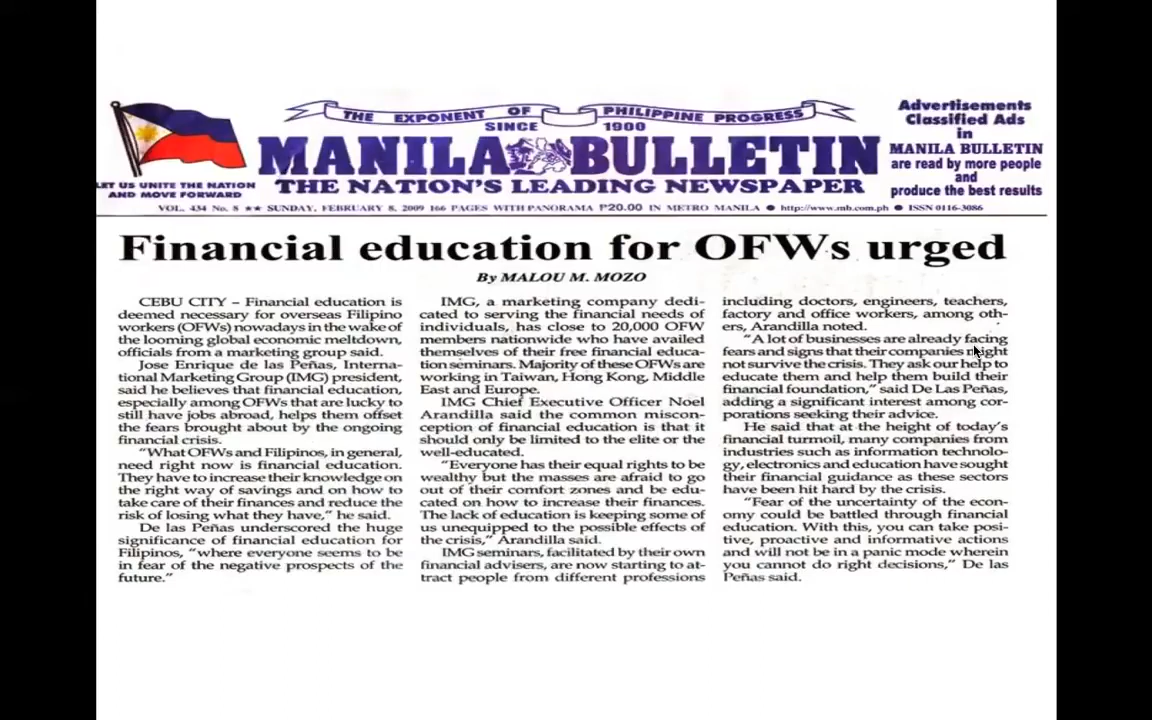 THE EXPONENT OF PHILIPPINE PROGRESS
SINCE 1900
MANILA BULLETIN
THE NATION'S LEADING NEWSPAPER
LET US UNITE THE NATION
AND MOVE FORWARD
Advertisements
Classified Ads
in
MANILA BULLETIN
are read by more people
and
produce the best results
VOL. 434 No. 8 ★★ SUNDAY, FEBRUARY 8, 2009 166 PAGES WITH PANORAMA ₱20.00 IN METRO MANILA ● http://www.mb.com.ph ● ISSN 0116-3086
Financial education for OFWs urged
By MALOU M. MOZO
CEBU CITY – Financial education is
deemed necessary for overseas Filipino
workers (OFWs) nowadays in the wake of
the looming global economic meltdown,
officials from a marketing group said.
Jose Enrique de las Peñas, Interna-
tional Marketing Group (IMG) president,
said he believes that financial education,
especially among OFWs that are lucky to
still have jobs abroad, helps them offset
the fears brought about by the ongoing
financial crisis.
"What OFWs and Filipinos, in general,
need right now is financial education.
They have to increase their knowledge on
the right way of savings and on how to
take care of their finances and reduce the
risk of losing what they have," he said.
De las Peñas underscored the huge
significance of financial education for
Filipinos, "where everyone seems to be
in fear of the negative prospects of the
future."
IMG, a marketing company dedi-
cated to serving the financial needs of
individuals, has close to 20,000 OFW
members nationwide who have availed
themselves of their free financial educa-
tion seminars. Majority of these OFWs are
working in Taiwan, Hong Kong, Middle
East and Europe.
IMG Chief Executive Officer Noel
Arandilla said the common miscon-
ception of financial education is that it
should only be limited to the elite or the
well-educated.
"Everyone has their equal rights to be
wealthy but the masses are afraid to go
out of their comfort zones and be edu-
cated on how to increase their finances.
The lack of education is keeping some of
us unequipped to the possible effects of
the crisis," Arandilla said.
IMG seminars, facilitated by their own
financial advisers, are now starting to at-
tract people from different professions
including doctors, engineers, teachers,
factory and office workers, among oth-
ers, Arandilla noted.
"A lot of businesses are already facing
fears and signs that their companies might
not survive the crisis. They ask our help to
educate them and help them build their
financial foundation," said De Las Peñas,
adding a significant interest among cor-
porations seeking their advice.
He said that at the height of today's
financial turmoil, many companies from
industries such as information technolo-
gy, electronics and education have sought
their financial guidance as these sectors
have been hit hard by the crisis.
"Fear of the uncertainty of the econ-
omy could be battled through financial
education. With this, you can take posi-
tive, proactive and informative actions
and will not be in a panic mode wherein
you cannot do right decisions," De las
Peñas said.